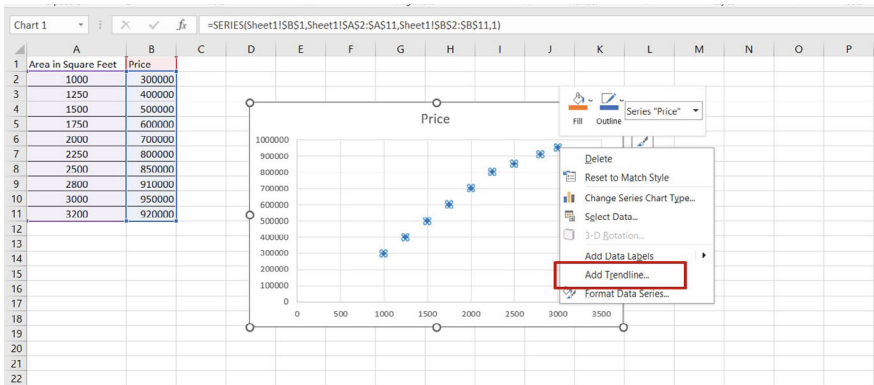 Chart 1 fx =SERIES(Sheet1!$B$1,Sheet1!$A$2:$A$11,Sheet1!$B$2:$B$11,1)
A B C D E F G H I J K L M N O P
1 Area in Square Feet Price
2 1000 300000
3 1250 400000
4 1500 500000
5 1750 600000
6 2000 700000
7 2250 800000
8 2500 850000
9 2800 910000
10 3000 950000
11 3200 920000
12
13
14
15
16
17
18
19
20
21
22
Price
1000000
900000
800000
700000
600000
500000
400000
300000
200000
100000
0
0 500 1000 1500 2000 2500 3000 3500
Fill Outline Series "Price"
Delete
Reset to Match Style
Change Series Chart Type...
Select Data...
3-D Rotation...
Add Data Labels
Add Trendline...
Format Data Series...